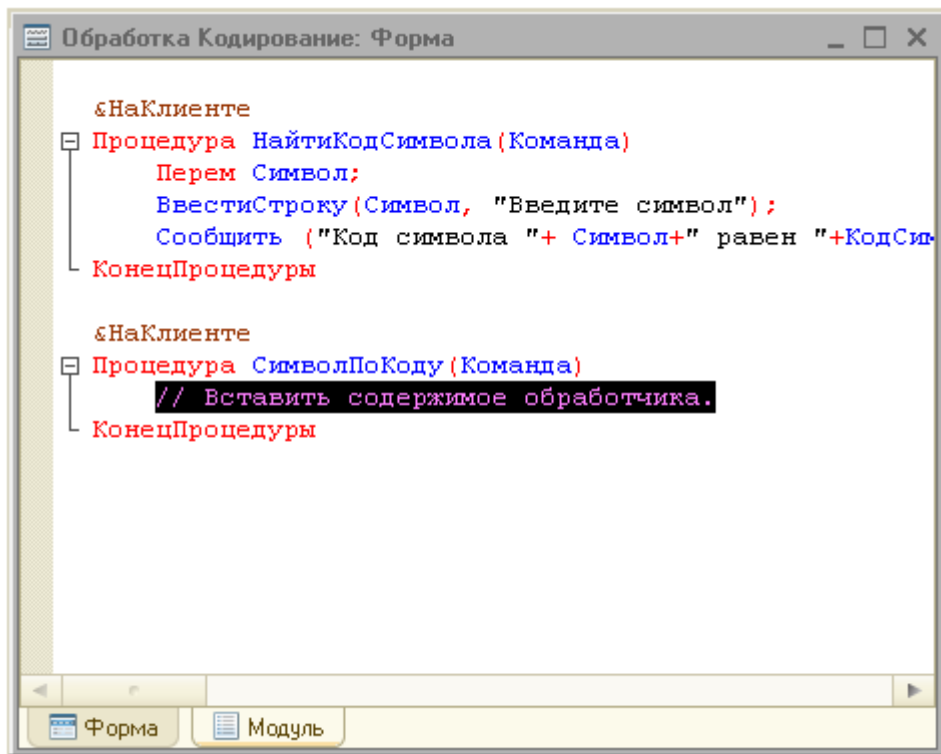 Обработка Кодирование: Форма
&НаКлиенте
Процедура НайтиКодСимвола(Команда)
Перем Символ;
ВвестиСтроку(Символ, "Введите символ");
Сообщить ("Код символа "+ Символ+" равен "+КодСим
КонецПроцедуры
&НаКлиенте
Процедура СимволПоКоду(Команда)
// Вставить содержимое обработчика.
КонецПроцедуры
Форма Модуль